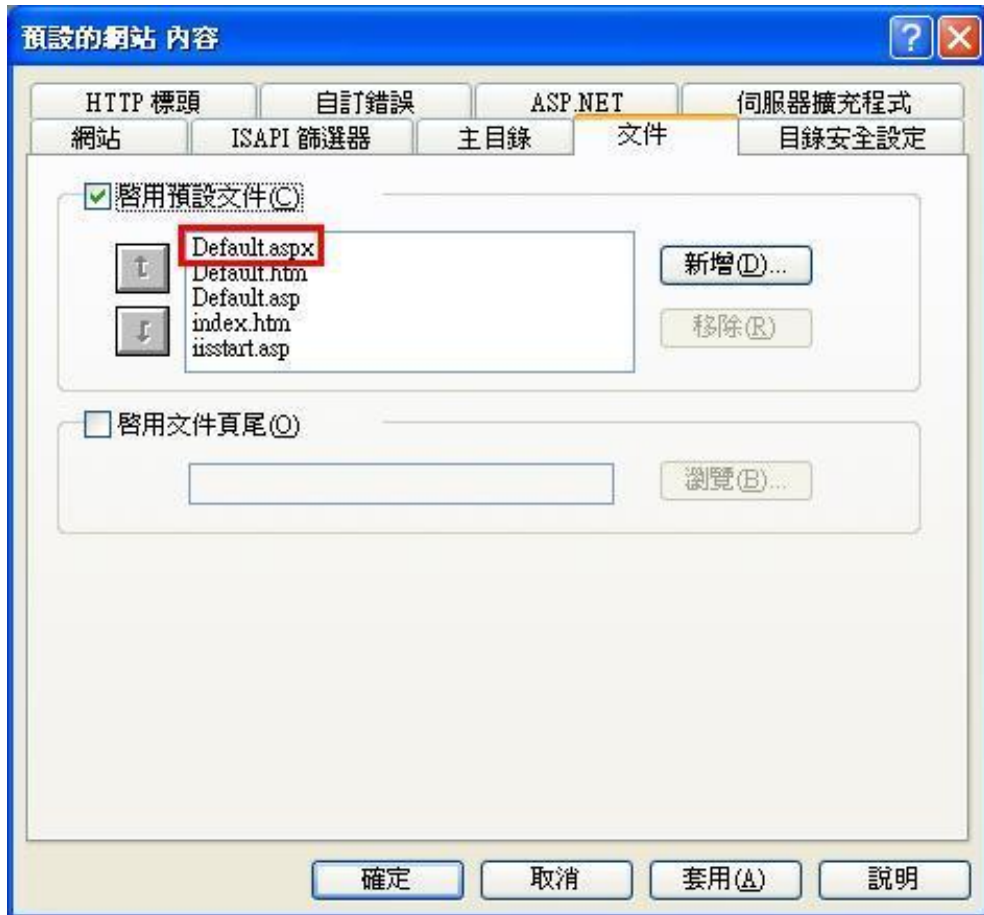 預設的網站 內容
HTTP 標頭 自訂錯誤 ASP.NET 伺服器擴充程式
網站 ISAPI 篩選器 主目錄 文件 目錄安全設定
啓用預設文件(C)
Default.aspx
Default.htm
Default.asp
index.htm
iisstart.asp
新增(D)...
移除(R)
啓用文件頁尾(O)
瀏覽(B)...
確定 取消 套用(A) 說明